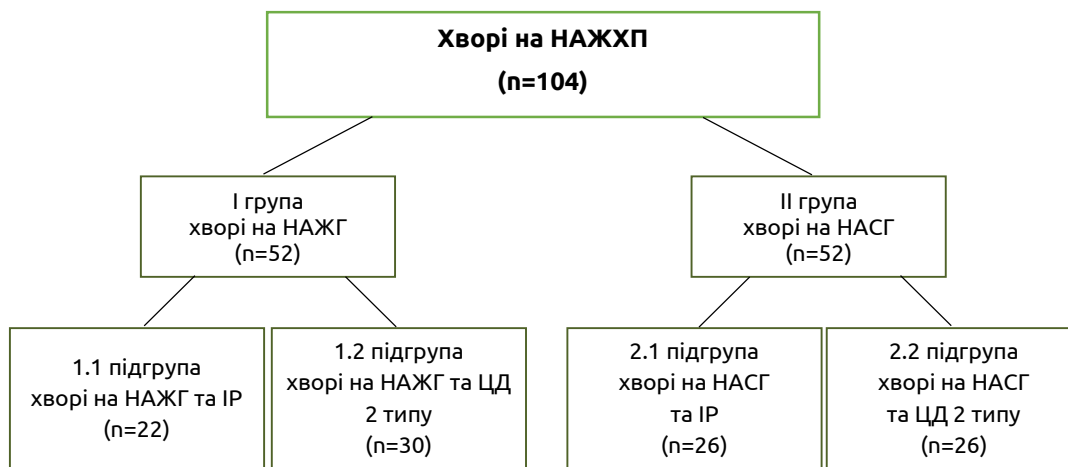 Хворі на НАЖХП
(n=104)
І група
хворі на НАЖГ
(n=52)
ІІ група
хворі на НАСГ
(n=52)
1.1 підгрупа
хворі на НАЖГ та ІР
(n=22)
1.2 підгрупа
хворі на НАЖГ та ЦД
2 типу
(n=30)
2.1 підгрупа
хворі на НАСГ
та ІР
(n=26)
2.2 підгрупа
хворі на НАСГ
та ЦД 2 типу
(n=26)